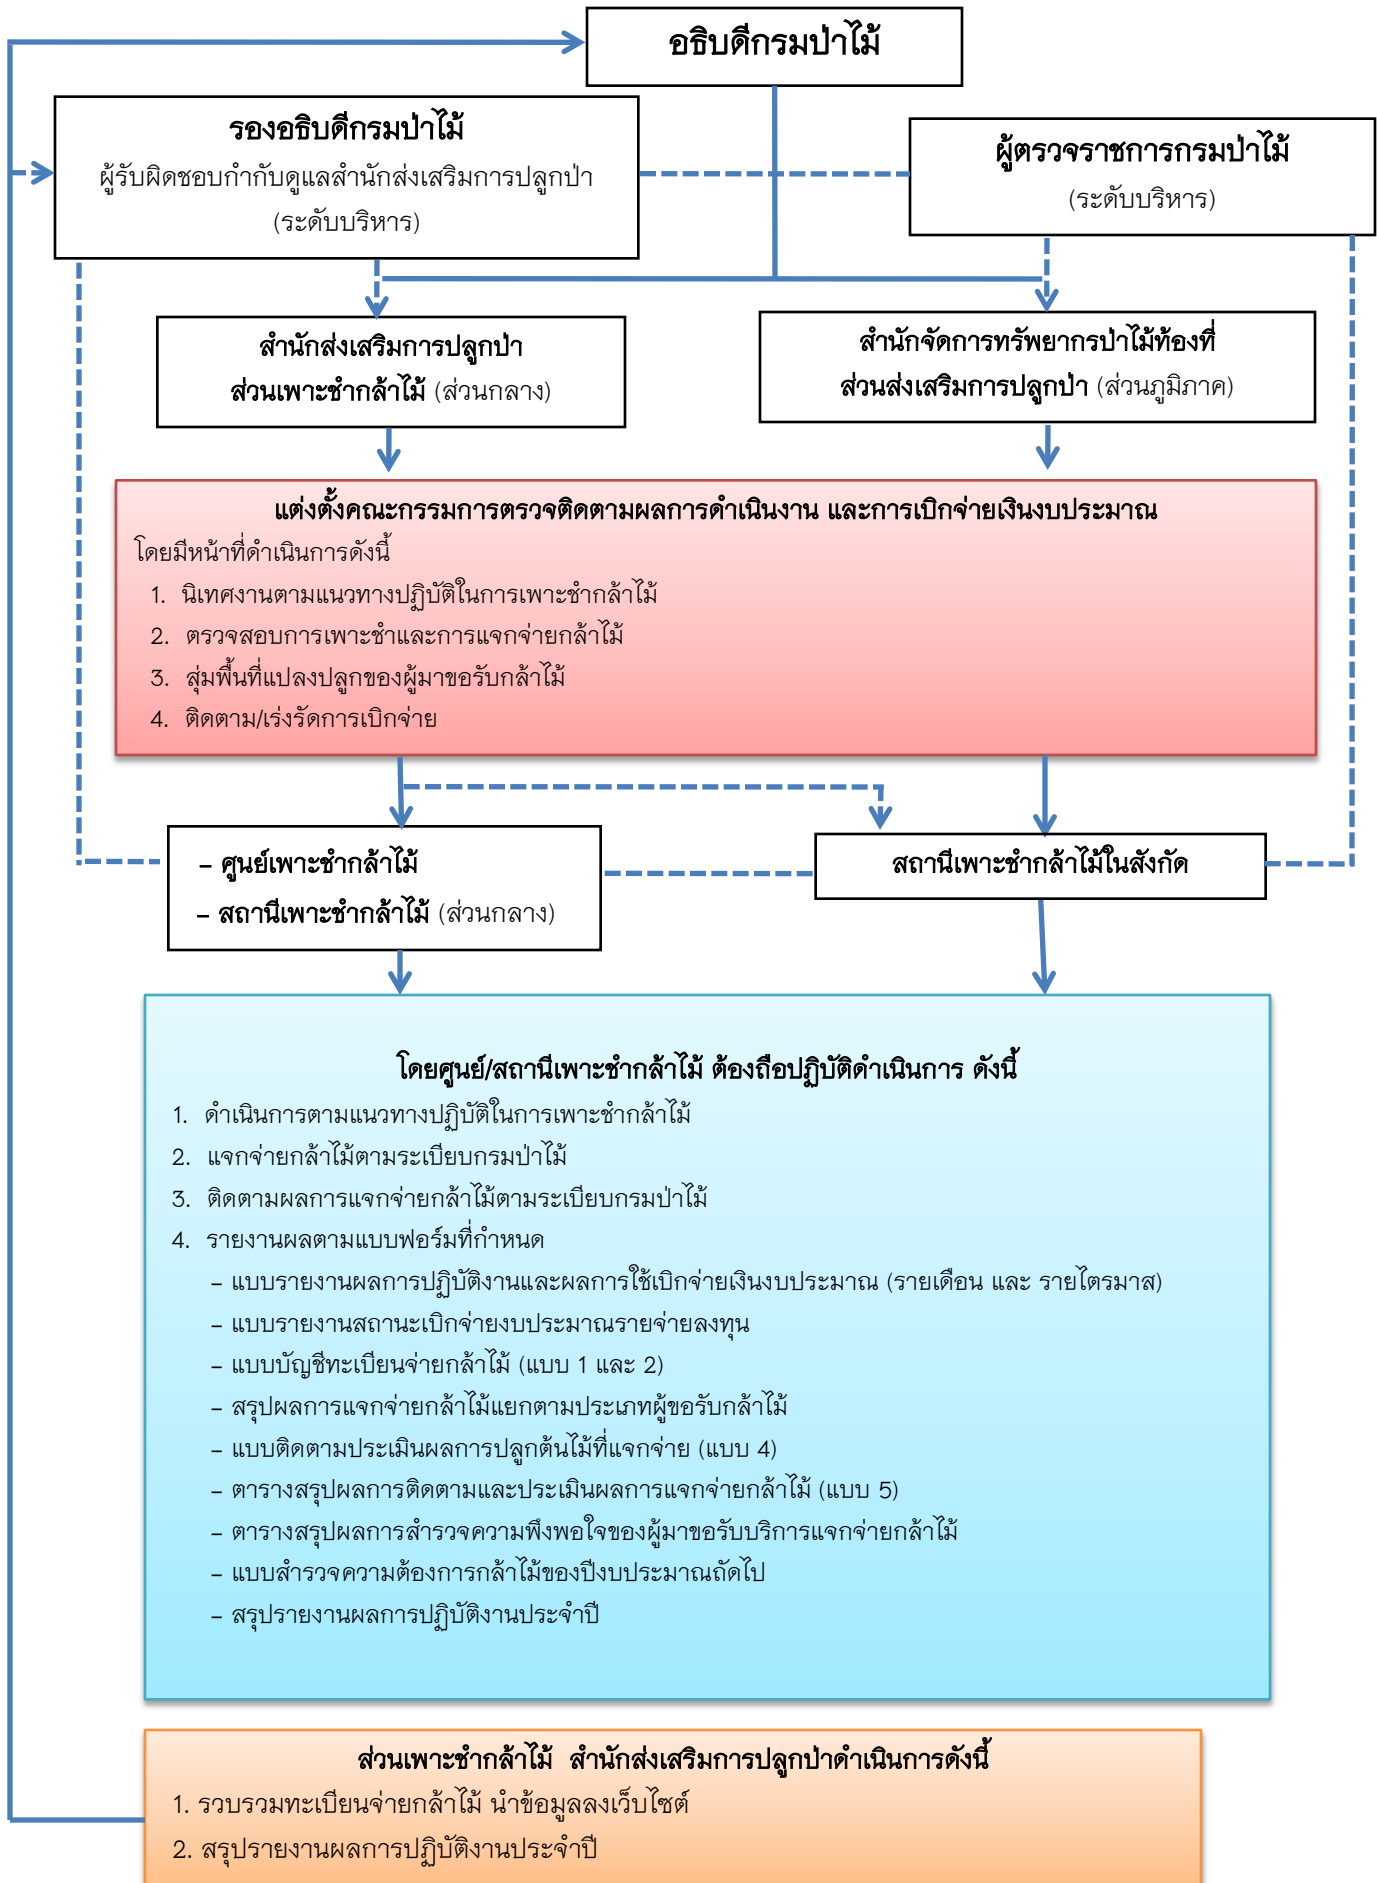 อธิบดีกรมป่าไม้
รองอธิบดีกรมป่าไม้
ผู้รับผิดชอบกำกับดูแลสำนักส่งเสริมการปลูกป่า
(ระดับบริหาร)
ผู้ตรวจราชการกรมป่าไม้
(ระดับบริหาร)
สำนักส่งเสริมการปลูกป่า
ส่วนเพาะชำกล้าไม้ (ส่วนกลาง)
สำนักจัดการทรัพยากรป่าไม้ท้องที่
ส่วนส่งเสริมการปลูกป่า (ส่วนภูมิภาค)
แต่งตั้งคณะกรรมการตรวจติดตามผลการดำเนินงาน และการเบิกจ่ายเงินงบประมาณ
โดยมีหน้าที่ดำเนินการดังนี้
1. นิเทศงานตามแนวทางปฏิบัติในการเพาะชำกล้าไม้
2. ตรวจสอบการเพาะชำและการแจกจ่ายกล้าไม้
3. สุ่มพื้นที่แปลงปลูกของผู้มาขอรับกล้าไม้
4. ติดตาม/เร่งรัดการเบิกจ่าย
– ศูนย์เพาะชำกล้าไม้
– สถานีเพาะชำกล้าไม้ (ส่วนกลาง)
สถานีเพาะชำกล้าไม้ในสังกัด
โดยศูนย์/สถานีเพาะชำกล้าไม้ ต้องถือปฏิบัติดำเนินการ ดังนี้
1. ดำเนินการตามแนวทางปฏิบัติในการเพาะชำกล้าไม้
2. แจกจ่ายกล้าไม้ตามระเบียบกรมป่าไม้
3. ติดตามผลการแจกจ่ายกล้าไม้ตามระเบียบกรมป่าไม้
4. รายงานผลตามแบบฟอร์มที่กำหนด
– แบบรายงานผลการปฏิบัติงานและผลการใช้เบิกจ่ายเงินงบประมาณ (รายเดือน และ รายไตรมาส)
– แบบรายงานสถานะเบิกจ่ายงบประมาณรายจ่ายลงทุน
– แบบบัญชีทะเบียนจ่ายกล้าไม้ (แบบ 1 และ 2)
– สรุปผลการแจกจ่ายกล้าไม้แยกตามประเภทผู้ขอรับกล้าไม้
– แบบติดตามประเมินผลการปลูกต้นไม้ที่แจกจ่าย (แบบ 4)
– ตารางสรุปผลการติดตามและประเมินผลการแจกจ่ายกล้าไม้ (แบบ 5)
– ตารางสรุปผลการสำรวจความพึงพอใจของผู้มาขอรับบริการแจกจ่ายกล้าไม้
– แบบสำรวจความต้องการกล้าไม้ของปีงบประมาณถัดไป
– สรุปรายงานผลการปฏิบัติงานประจำปี
ส่วนเพาะชำกล้าไม้ สำนักส่งเสริมการปลูกป่าดำเนินการดังนี้
1. รวบรวมทะเบียนจ่ายกล้าไม้ นำข้อมูลลงเว็บไซต์
2. สรุปรายงานผลการปฏิบัติงานประจำปี